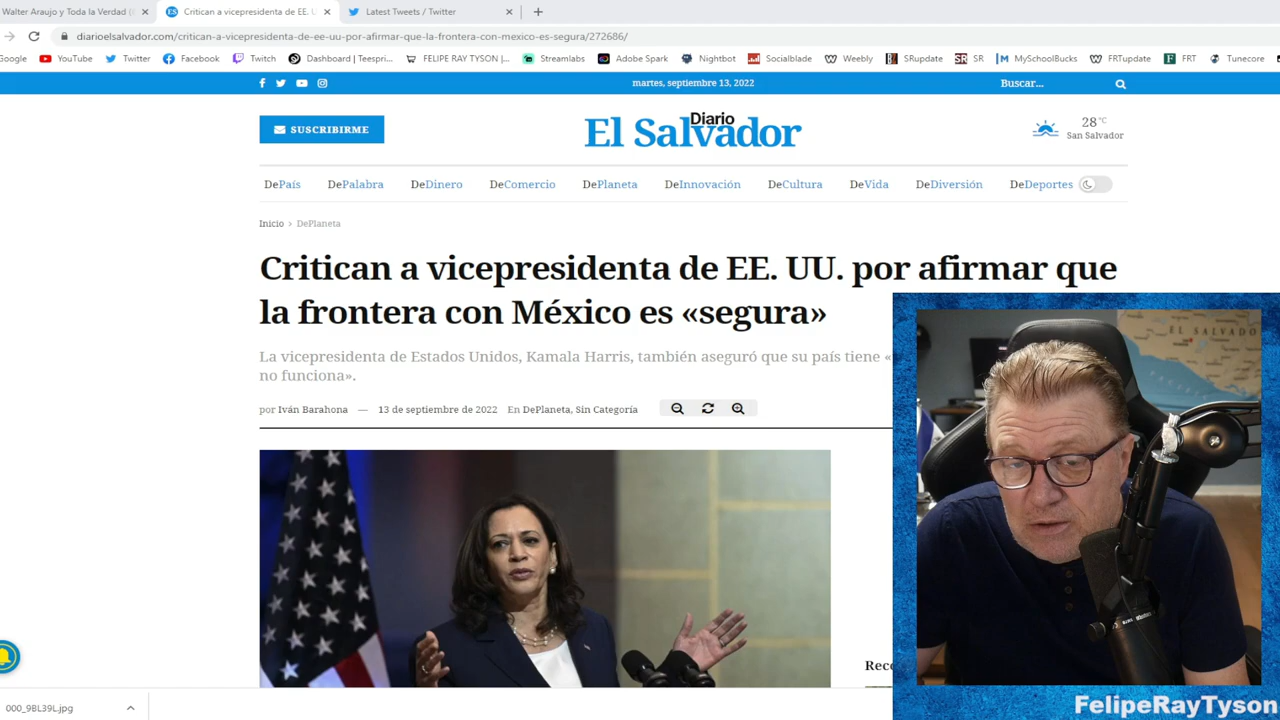 Walter Araujo y Toda la Verdad (
Critican a vicepresidenta de EE. U
Latest Tweets / Twitter
diarioelsalvador.com/critican-a-vicepresidenta-de-ee-uu-por-afirmar-que-la-frontera-con-mexico-es-segura/272686/
Google
YouTube
Twitter
Facebook
Twitch
Dashboard | Teespri...
FELIPE RAY TYSON |...
Streamlabs
Adobe Spark
Nightbot
Socialblade
Weebly
SRupdate
SR
MySchoolBucks
FRTupdate
FRT
Tunecore
martes, septiembre 13, 2022
Buscar...
SUSCRIBIRME
Diario
El Salvador
28 °C
San Salvador
DePaís
DePalabra
DeDinero
DeComercio
DePlaneta
DeInnovación
DeCultura
DeVida
DeDiversión
DeDeportes
Inicio > DePlaneta
Critican a vicepresidenta de EE. UU. por afirmar que
la frontera con México es «segura»
La vicepresidenta de Estados Unidos, Kamala Harris, también aseguró que su país tiene «
no funciona».
por Iván Barahona — 13 de septiembre de 2022 En DePlaneta, Sin Categoría
EL SALVADOR
Reco
000_9BL39L.jpg
FelipeRayTyson